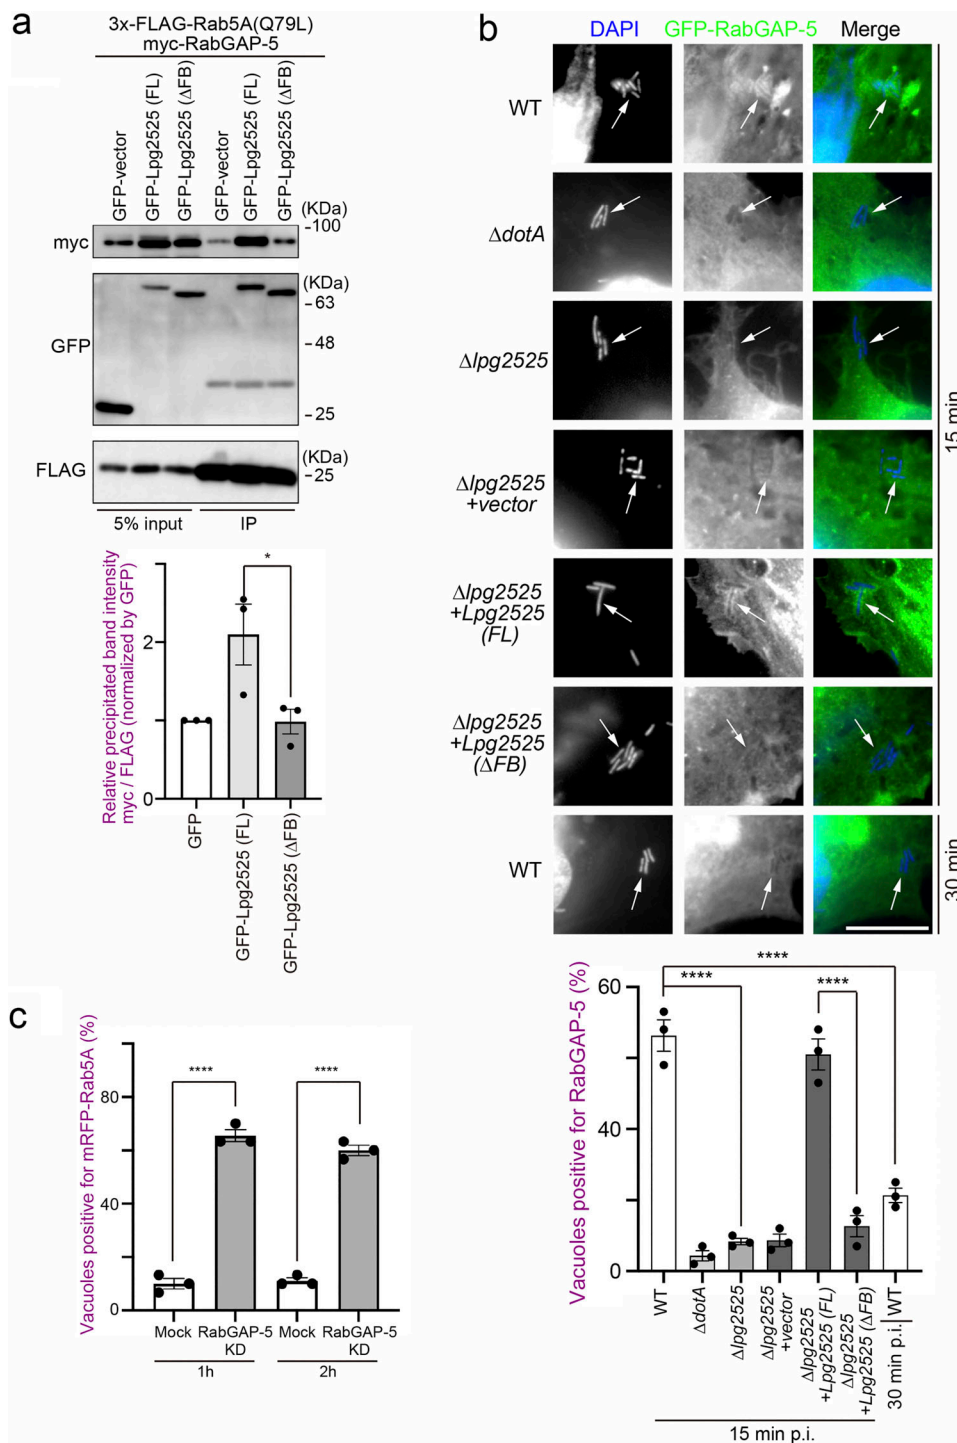 a
3x-FLAG-Rab5A(Q79L)
myc-RabGAP-5
GFP-vector
GFP-Lpg2525 (FL)
GFP-Lpg2525 (ΔFB)
GFP-vector
GFP-Lpg2525 (FL)
GFP-Lpg2525 (ΔFB)
(KDa)
-100
myc
(KDa)
-63
-48
GFP
-25
(KDa)
FLAG
-25
5% input
IP
Relative precipitated band intensity
myc / FLAG (normalized by GFP)
*
2
1
0
GFP
GFP-Lpg2525 (FL)
GFP-Lpg2525 (ΔFB)
b
DAPI
GFP-RabGAP-5
Merge
WT
ΔdotA
Δlpg2525
Δlpg2525
+vector
Δlpg2525
+Lpg2525
(FL)
Δlpg2525
+Lpg2525
(ΔFB)
WT
15 min
30 min
Vacuoles positive for RabGAP-5 (%)
60
40
20
0
****
****
****
WT
ΔdotA
Δlpg2525
Δlpg2525
+vector
Δlpg2525
+Lpg2525 (FL)
Δlpg2525
+Lpg2525 (ΔFB)
WT
30 min p.i.
15 min p.i.
c
Vacuoles positive for mRFP-Rab5A (%)
80
40
0
****
****
Mock
RabGAP-5
KD
Mock
RabGAP-5
KD
1h
2h